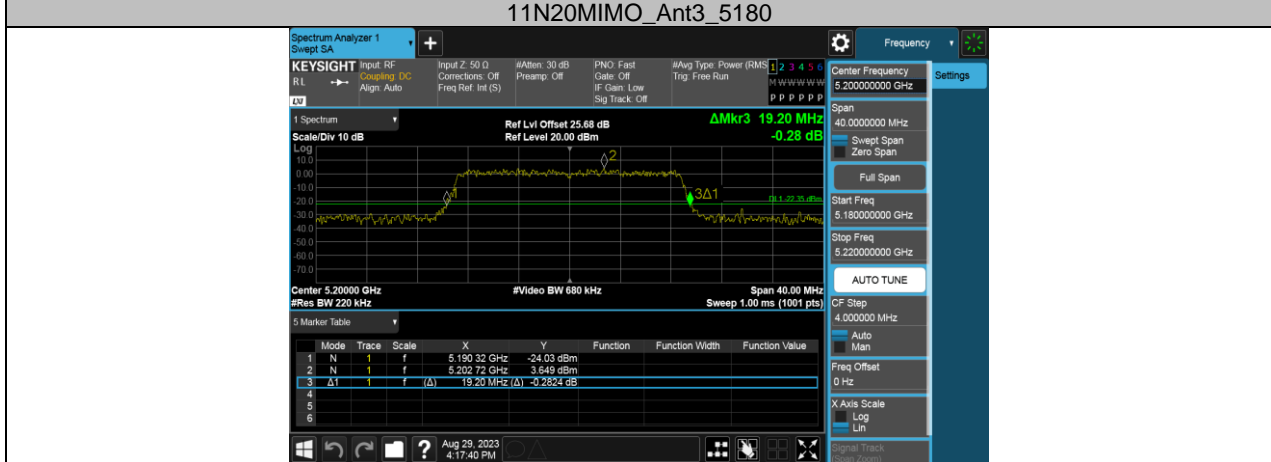 11N20MIMO_Ant3_5180
Spectrum Analyzer 1
Swept SA
Frequency
KEYSIGHT
RL
LXI
Input: RF
Coupling: DC
Align: Auto
Input Z: 50 Ω
Corrections: Off
Freq Ref: Int (S)
#Atten: 30 dB
Preamp: Off
PNO: Fast
Gate: Off
IF Gain: Low
Sig Track: Off
#Avg Type: Power (RMS
Trig: Free Run
1 2 3 4 5 6
M W W W W W
P P P P P P
Center Frequency
5.200000000 GHz
Settings
Span
40.0000000 MHz
Swept Span
Zero Span
Full Span
Start Freq
5.180000000 GHz
Stop Freq
5.220000000 GHz
AUTO TUNE
CF Step
4.000000 MHz
Auto
Man
Freq Offset
0 Hz
X Axis Scale
Log
Lin
Signal Track
(Span Zoom)
1 Spectrum
Scale/Div 10 dB
Ref Lvl Offset 25.68 dB
Ref Level 20.00 dBm
ΔMkr3 19.20 MHz
-0.28 dB
Log
10.0
0.00
-10.0
-20.0
-30.0
-40.0
-50.0
-60.0
-70.0
1
2
3Δ1
DL1 -22.35 dBm
Center 5.20000 GHz
#Video BW 680 kHz
Span 40.00 MHz
#Res BW 220 kHz
Sweep 1.00 ms (1001 pts)
5 Marker Table
Mode Trace Scale X Y Function Function Width Function Value
1 N 1 f 5.190 32 GHz -24.03 dBm
2 N 1 f 5.202 72 GHz 3.649 dBm
3 Δ1 1 f (Δ) 19.20 MHz (Δ) -0.2824 dB
4
5
6
?
Aug 29, 2023
4:17:40 PM